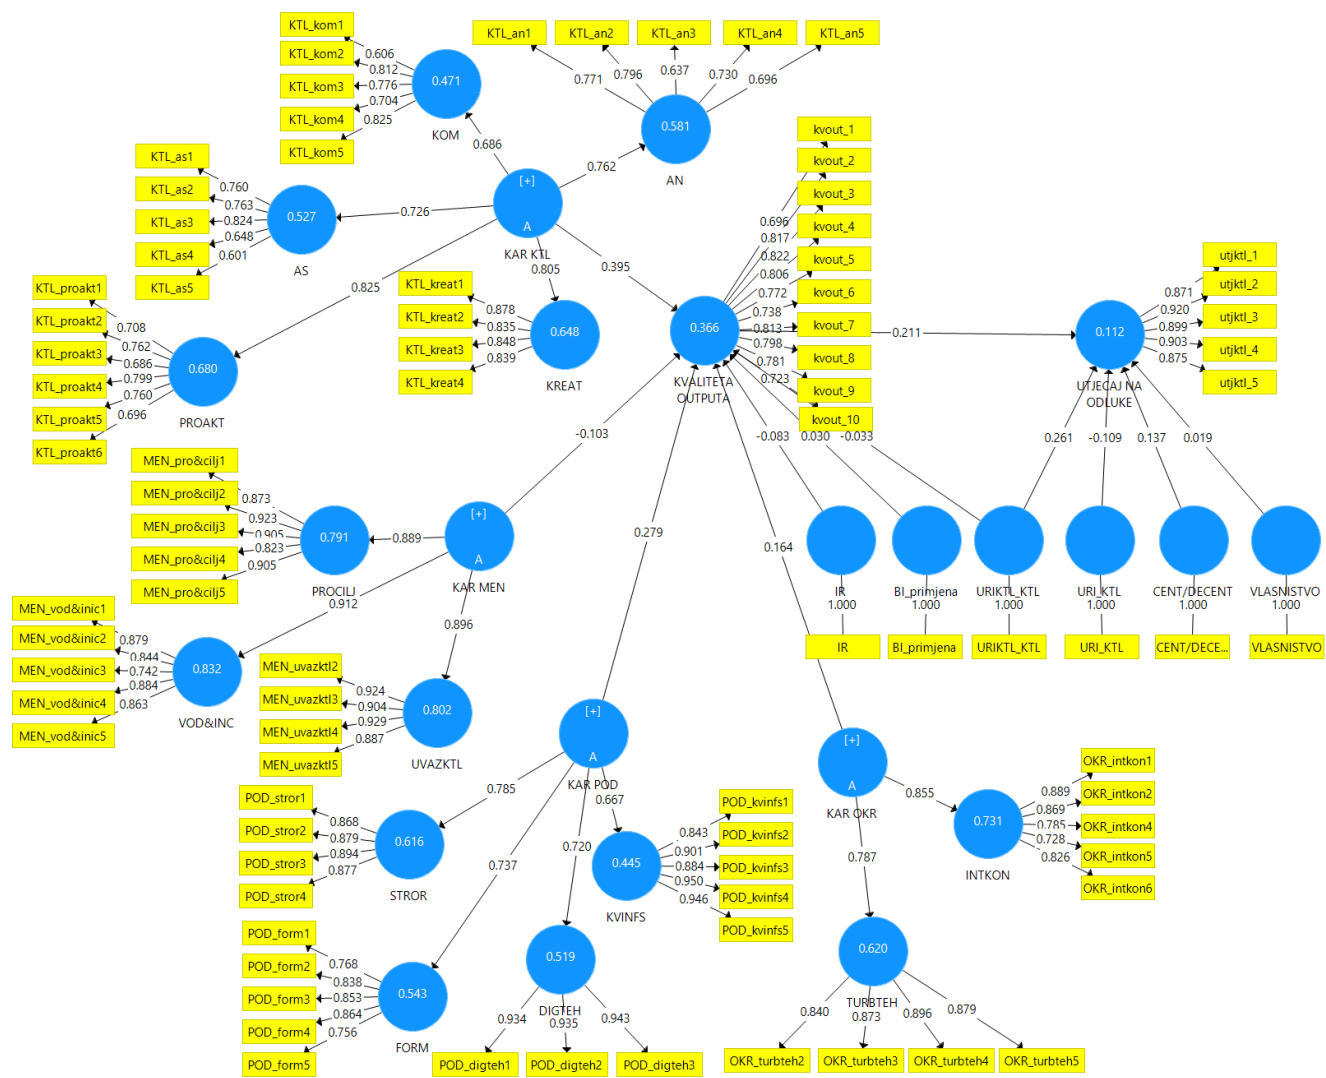 KTL_kom1
KTL_kom2
KTL_kom3
KTL_kom4
KTL_kom5
0.606
0.812
0.776
0.704
0.825
0.471
KOM
0.686
KTL_an1
KTL_an2
KTL_an3
KTL_an4
KTL_an5
0.771
0.796
0.637
0.730
0.696
0.581
AN
0.762
KTL_as1
KTL_as2
KTL_as3
KTL_as4
KTL_as5
0.760
0.763
0.824
0.648
0.601
0.527
AS
0.726
[+]
A
KAR KTL
0.805
0.395
0.825
KTL_proakt1
KTL_proakt2
KTL_proakt3
KTL_proakt4
KTL_proakt5
KTL_proakt6
0.708
0.762
0.686
0.799
0.760
0.696
0.680
PROAKT
KTL_kreat1
KTL_kreat2
KTL_kreat3
KTL_kreat4
0.878
0.835
0.848
0.839
0.648
KREAT
kvout_1
kvout_2
kvout_3
kvout_4
kvout_5
kvout_6
kvout_7
kvout_8
kvout_9
kvout_10
0.696
0.817
0.822
0.806
0.772
0.738
0.813
0.798
0.781
0.723
0.366
KVALITETA
OUTPUTA
0.211
utjktl_1
utjktl_2
utjktl_3
utjktl_4
utjktl_5
0.871
0.920
0.899
0.903
0.875
0.112
UTJECAJ NA
ODLUKE
-0.103
0.279
0.164
-0.083
0.030
-0.033
0.261
-0.109
0.137
0.019
MEN_pro&cilj1
MEN_pro&cilj2
MEN_pro&cilj3
MEN_pro&cilj4
MEN_pro&cilj5
0.873
0.923
0.905
0.823
0.905
0.791
PROCILJ
0.889
[+]
A
KAR MEN
0.912
0.896
IR
1.000
IR
BI_primjena
1.000
BI_primjena
URIKTL_KTL
1.000
URIKTL_KTL
URI_KTL
1.000
URI_KTL
CENT/DECENT
1.000
CENT/DECE...
VLASNISTVO
1.000
VLASNISTVO
MEN_vod&inic1
MEN_vod&inic2
MEN_vod&inic3
MEN_vod&inic4
MEN_vod&inic5
0.879
0.844
0.742
0.884
0.863
0.832
VOD&INC
MEN_uvazktl2
MEN_uvazktl3
MEN_uvazktl4
MEN_uvazktl5
0.924
0.904
0.929
0.887
0.802
UVAZKTL
[+]
A
KAR POD
0.785
0.737
0.720
0.667
[+]
A
KAR OKR
0.855
0.787
POD_stror1
POD_stror2
POD_stror3
POD_stror4
0.868
0.879
0.894
0.877
0.616
STROR
POD_kvinfs1
POD_kvinfs2
POD_kvinfs3
POD_kvinfs4
POD_kvinfs5
0.843
0.901
0.884
0.950
0.946
0.445
KVINFS
OKR_intkon1
OKR_intkon2
OKR_intkon4
OKR_intkon5
OKR_intkon6
0.889
0.869
0.785
0.728
0.826
0.731
INTKON
POD_form1
POD_form2
POD_form3
POD_form4
POD_form5
0.768
0.838
0.853
0.864
0.756
0.543
FORM
0.519
DIGTEH
0.934
0.935
0.943
POD_digteh1
POD_digteh2
POD_digteh3
0.620
TURBTEH
0.840
0.873
0.896
0.879
OKR_turbteh2
OKR_turbteh3
OKR_turbteh4
OKR_turbteh5